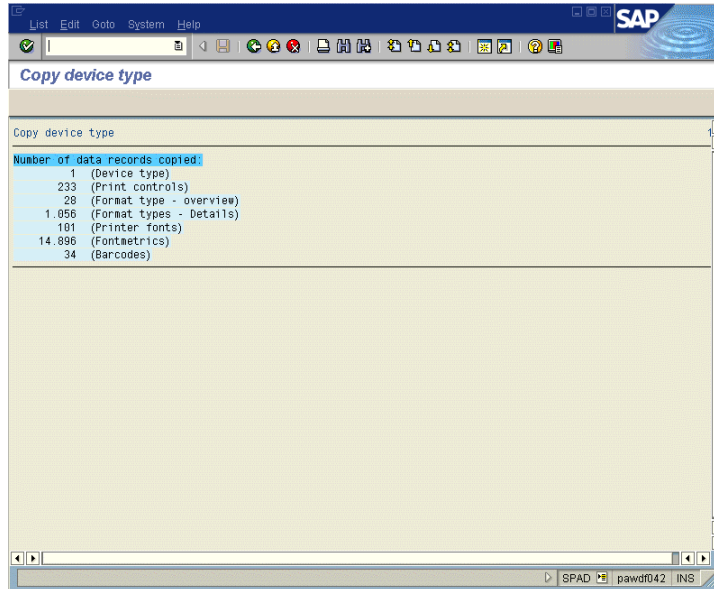 List Edit Goto System Help
SAP
Copy device type
Copy device type 1
Number of data records copied:
1 (Device type)
233 (Print controls)
28 (Format type - overview)
1.056 (Format types - Details)
101 (Printer fonts)
14.896 (Fontmetrics)
34 (Barcodes)
SPAD pawdf042 INS